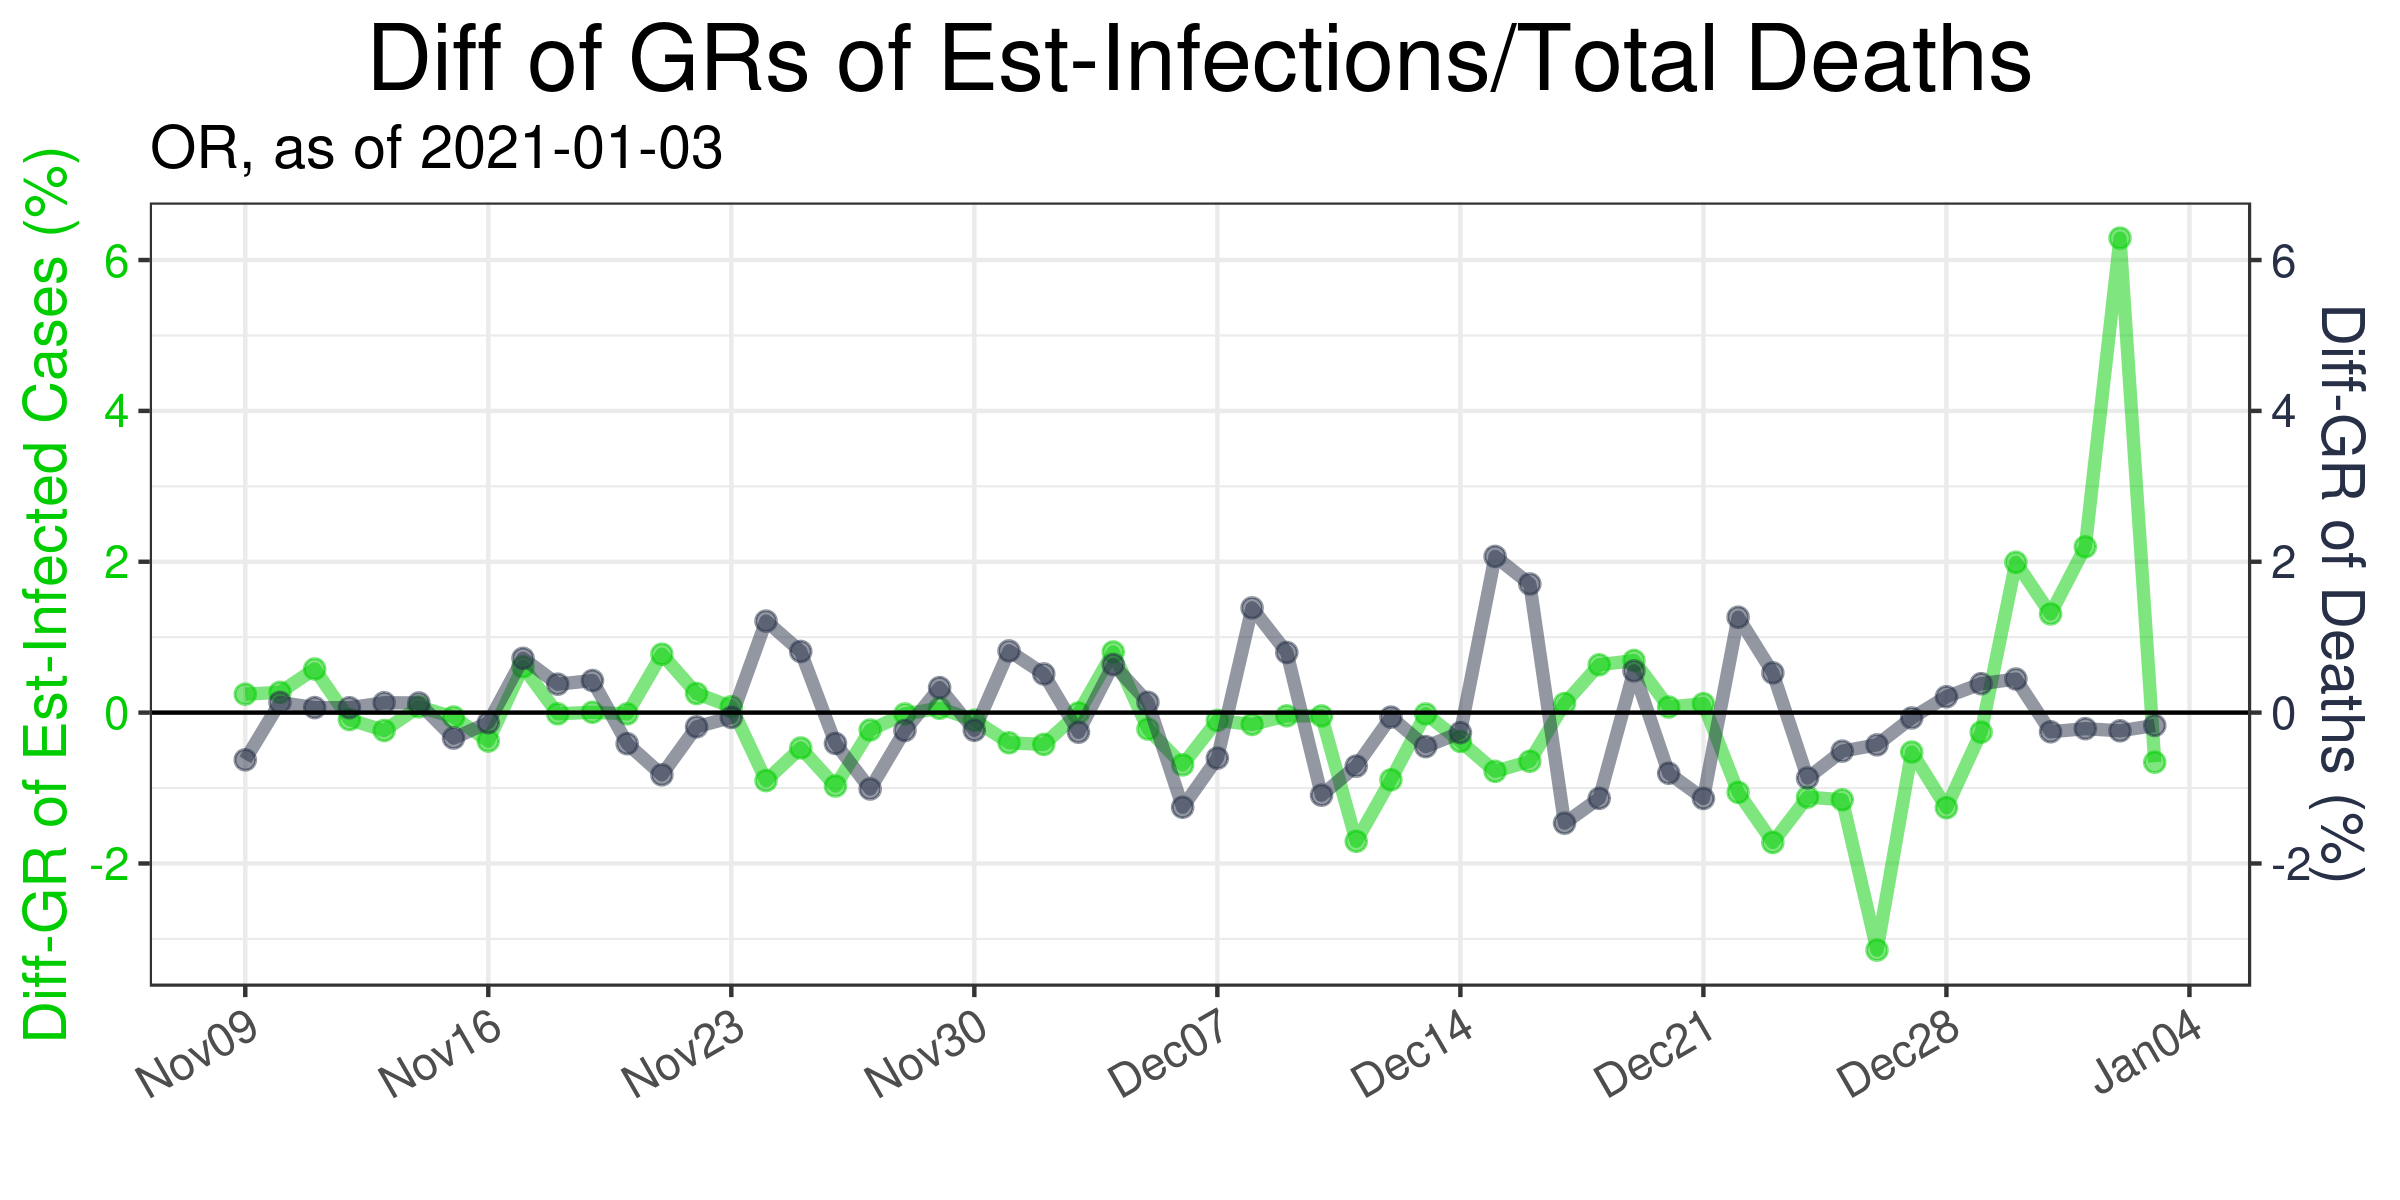 Diff of GRs of Est-Infections/Total Deaths
OR, as of 2021-01-03
Diff-GR of Est-Infected Cases (%)
6
4
2
0
-2
6
4
2
0
-2
Diff-GR of Deaths (%)
Nov09
Nov16
Nov23
Nov30
Dec07
Dec14
Dec21
Dec28
Jan04